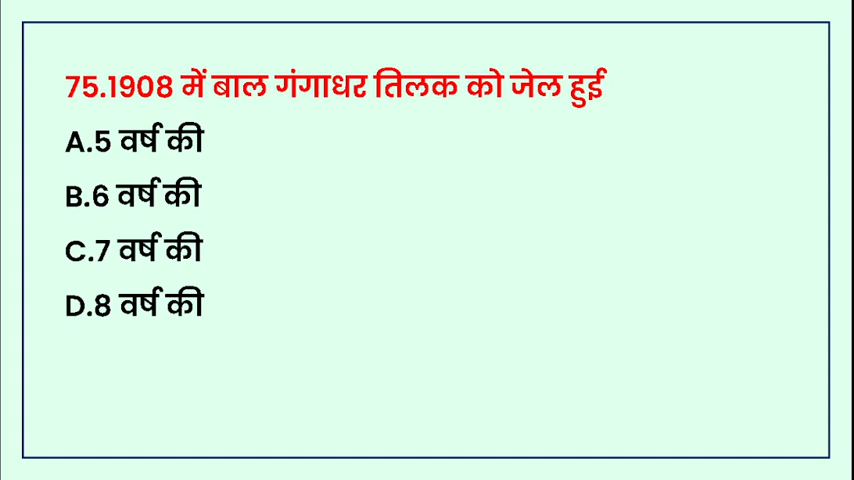 75.1908 में बाल गंगाधर तिलक को जेल हुई
A.5 वर्ष की
B.6 वर्ष की
C.7 वर्ष की
D.8 वर्ष की